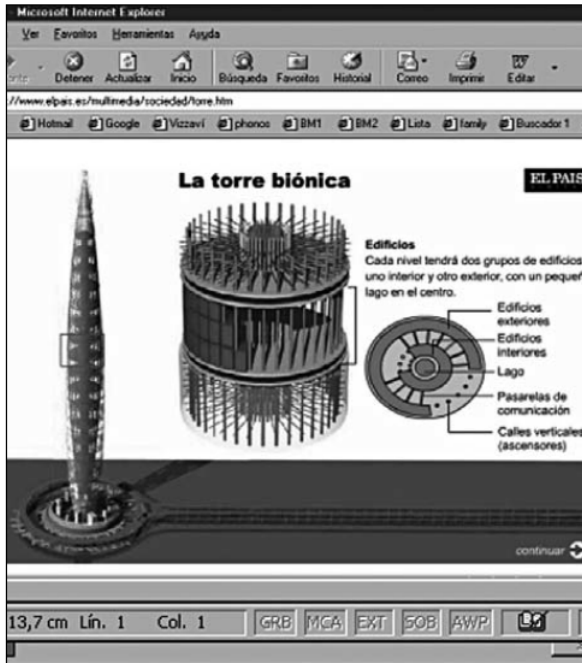 Microsoft Internet Explorer
Ver Favoritos Herramientas Ayuda
Detener Actualizar Inicio Búsqueda Favoritos Historial Correo Imprimir Editar
://www.elpais.es/multimedia/sociedad/torre.htm
Hotmail Google Vizzaví phonos BM1 BM2 Lista family Buscador 1
La torre biónica
EL PAIS
Edificios
Cada nivel tendrá dos grupos de edificios
uno interior y otro exterior, con un pequeñ
lago en el centro.
Edificios
exteriores
Edificios
interiores
Lago
Pasarelas de
comunicación
Calles verticales
(ascensores)
continuar
13,7 cm Lín. 1 Col. 1 GRB MCA EXT SOB AWP